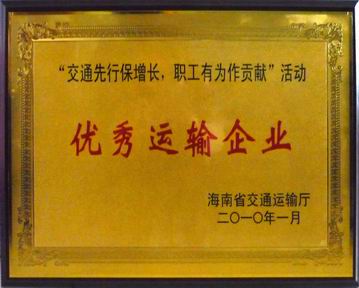 “交通先行保增长，职工有为作贡献”活动
优秀运输企业
海南省交通运输厅
二〇一〇年一月